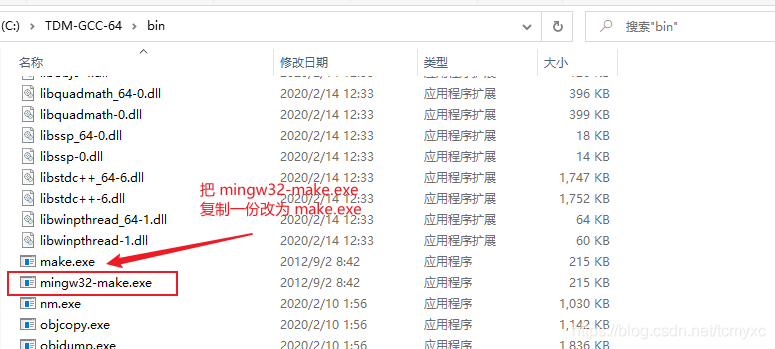 (C:) > TDM-GCC-64 > bin
搜索"bin"
名称 修改日期 类型 大小
2020/2/14 12:33 应用程序扩展
libquadmath_64-0.dll 2020/2/14 12:33 应用程序扩展 396 KB
libquadmath-0.dll 2020/2/14 12:33 应用程序扩展 399 KB
libssp_64-0.dll 2020/2/14 12:33 应用程序扩展 18 KB
libssp-0.dll 2020/2/14 12:33 应用程序扩展 14 KB
libstdc++_64-6.dll 2020/2/14 12:33 应用程序扩展 1,747 KB
libstdc++-6.dll 2020/2/14 12:33 应用程序扩展 1,752 KB
libwinpthread_64-1.dll 2020/2/14 12:33 应用程序扩展 64 KB
libwinpthread-1.dll 2020/2/14 12:33 应用程序扩展 60 KB
把 mingw32-make.exe
复制一份改为 make.exe
make.exe 2012/9/2 8:42 应用程序 215 KB
mingw32-make.exe 2012/9/2 8:42 应用程序 215 KB
nm.exe 2020/2/10 1:56 应用程序 1,030 KB
objcopy.exe 2020/2/10 1:56 应用程序 1,142 KB
objdump.exe 2020/2/10 1:56 应用程序 1,836 KB
https://blog.csdn.net/tcmyxc